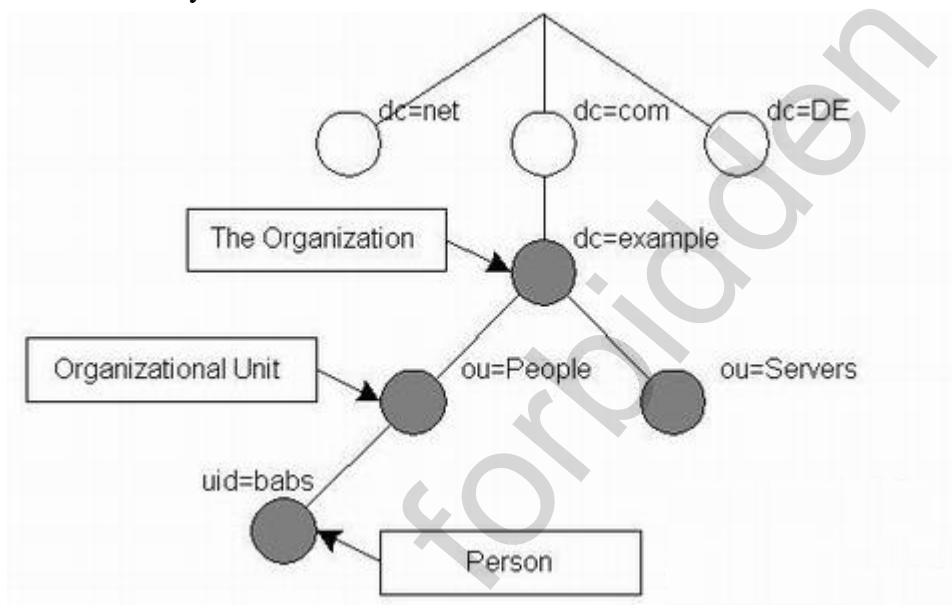 dc=net
dc=com
dc=DE
The Organization
dc=example
Organizational Unit
ou=People
ou=Servers
uid=babs
Person
forbidden